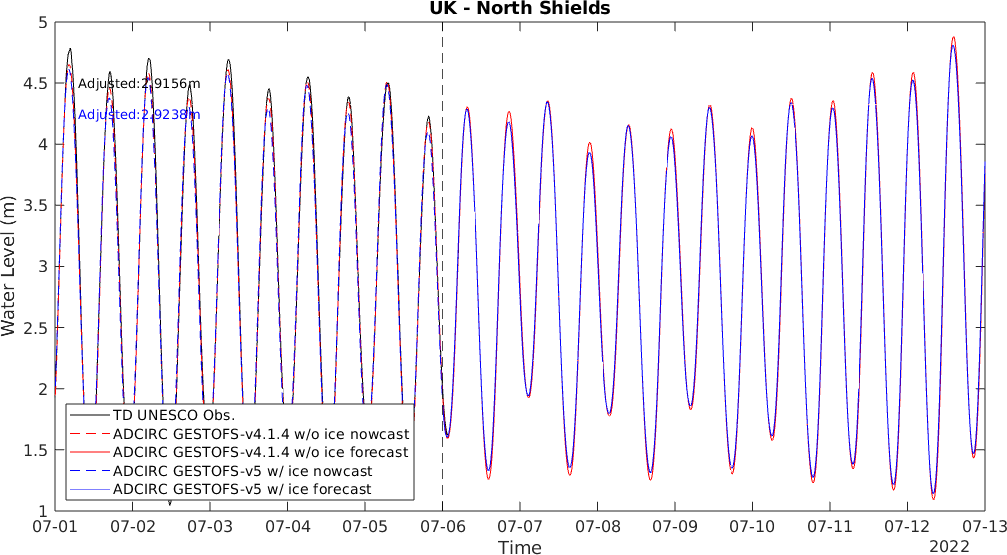 UK - North Shields
5
4.5
4
3.5
3
2.5
2
1.5
1
Water Level (m)
Adjusted:2.9156m
Adjusted:2.9238m
TD UNESCO Obs.
ADCIRC GESTOFS-v4.1.4 w/o ice nowcast
ADCIRC GESTOFS-v4.1.4 w/o ice forecast
ADCIRC GESTOFS-v5 w/ ice nowcast
ADCIRC GESTOFS-v5 w/ ice forecast
07-01 07-02 07-03 07-04 07-05 07-06 07-07 07-08 07-09 07-10 07-11 07-12 07-13
Time
2022